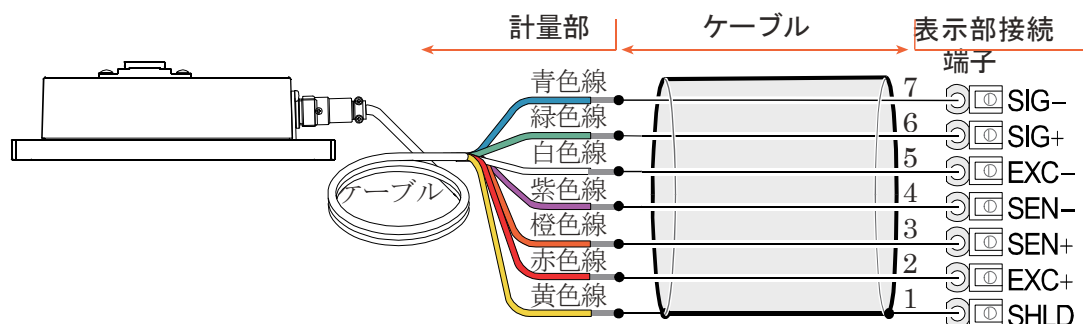 計量部 ケーブル 表示部接続
端子
青色線 7 SIG−
緑色線 6 SIG+
白色線 5 EXC−
ケーブル 紫色線 4 SEN−
橙色線 3 SEN+
赤色線 2 EXC+
黄色線 1 SHLD